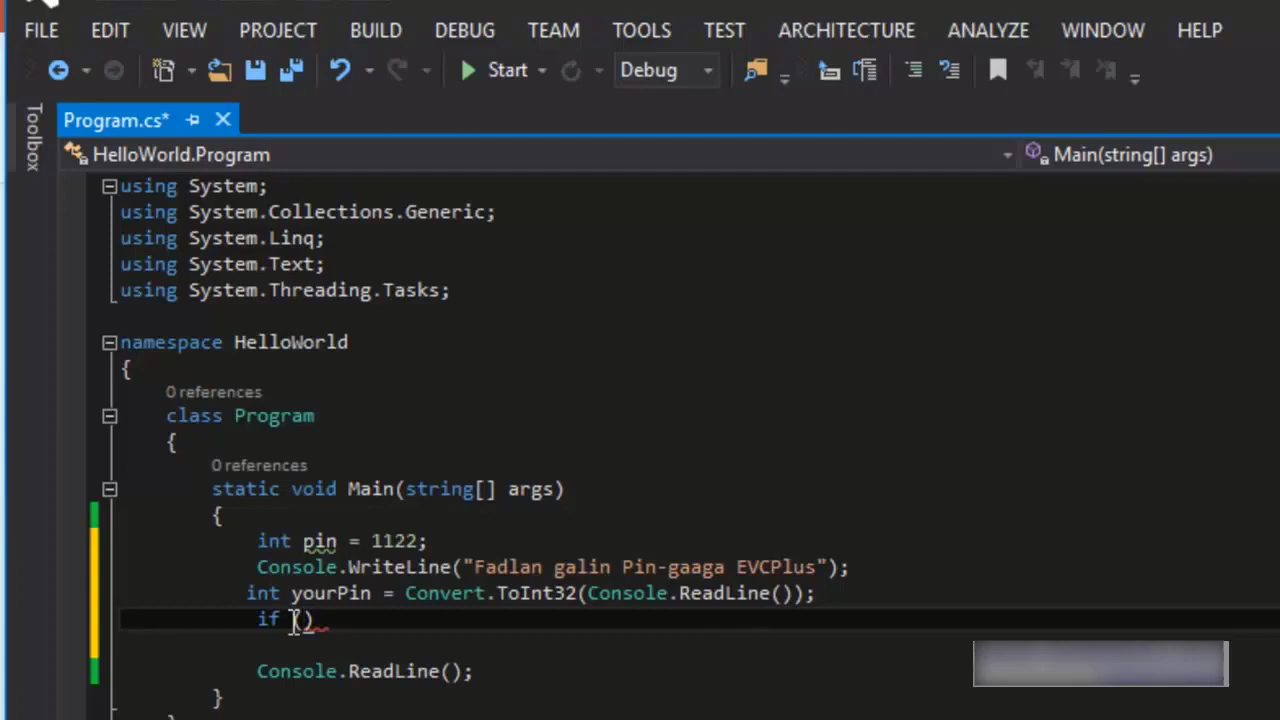 FILE EDIT VIEW PROJECT BUILD DEBUG TEAM TOOLS TEST ARCHITECTURE ANALYZE WINDOW HELP
Start Debug
Toolbox
Program.cs*
HelloWorld.Program Main(string[] args)
using System;
using System.Collections.Generic;
using System.Linq;
using System.Text;
using System.Threading.Tasks;
namespace HelloWorld
{
0 references
class Program
{
0 references
static void Main(string[] args)
{
int pin = 1122;
Console.WriteLine("Fadlan galin Pin-gaaga EVCPlus");
int yourPin = Convert.ToInt32(Console.ReadLine());
if ()
Console.ReadLine();
}